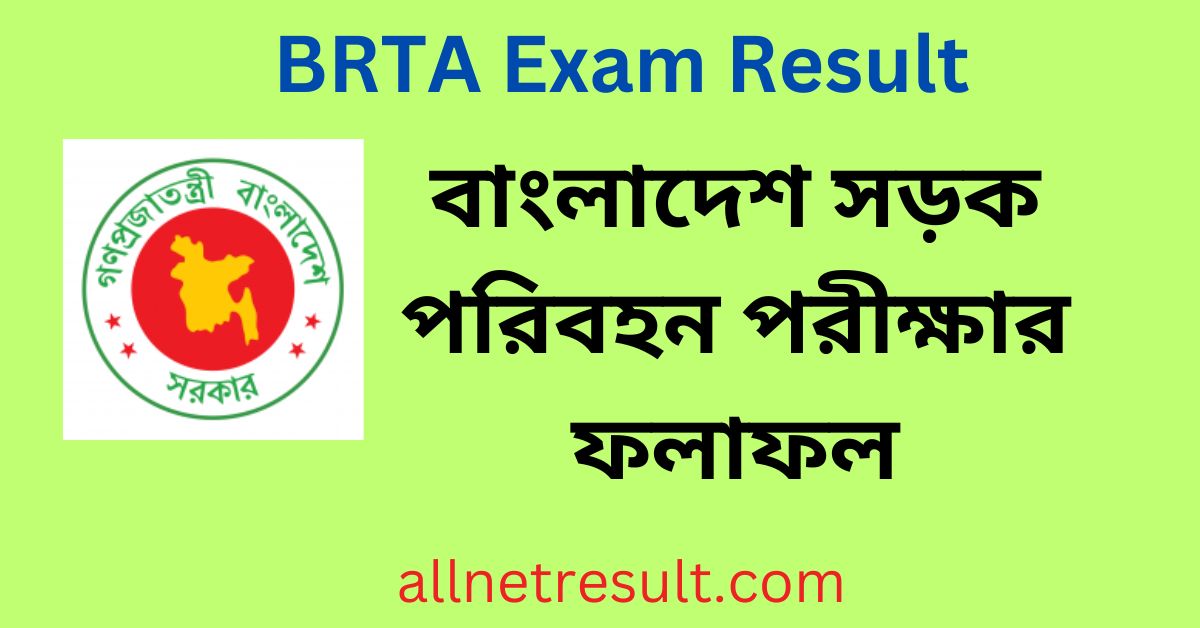 BRTA Exam Result
গণপ্রজাতন্ত্রী বাংলাদেশ
সরকার
বাংলাদেশ সড়ক
পরিবহন পরীক্ষার
ফলাফল
allnetresult.com